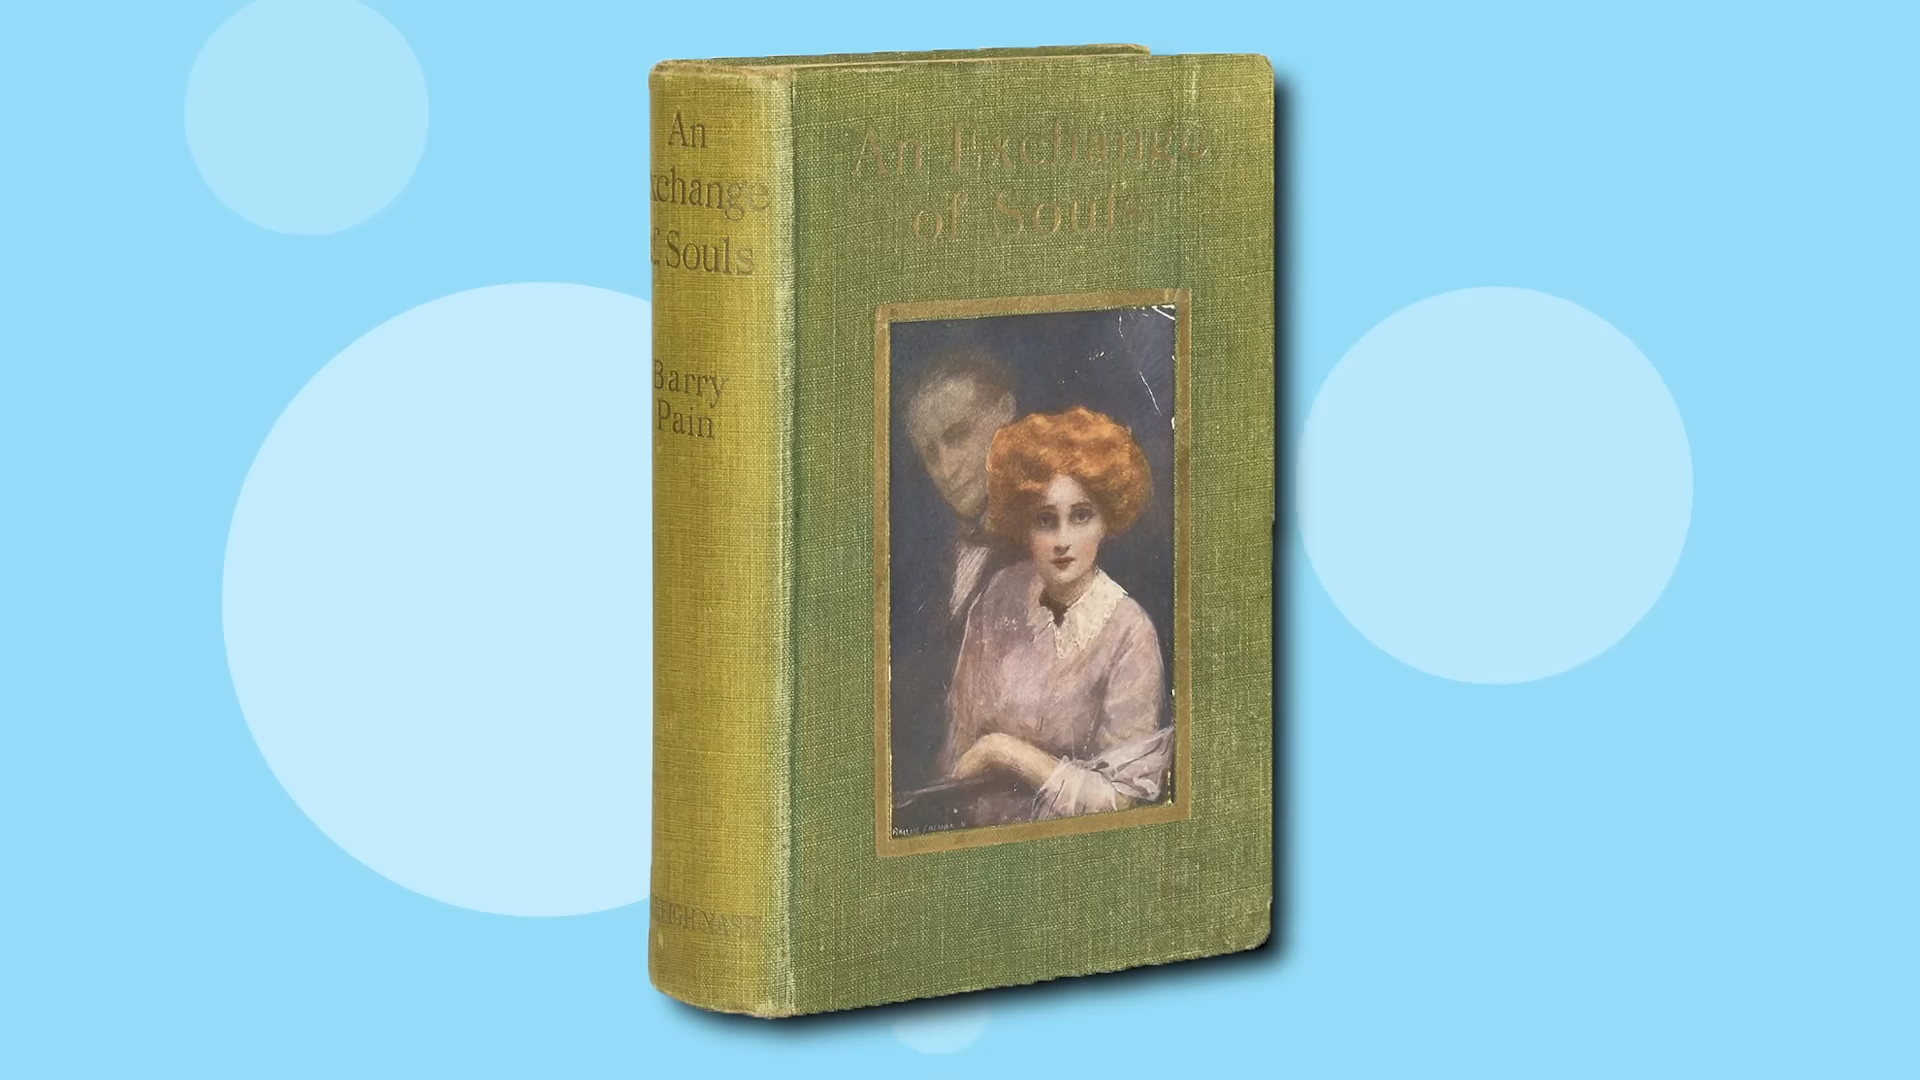 An
xchange
f Souls
Barry
Pain
An Exchange
of Souls